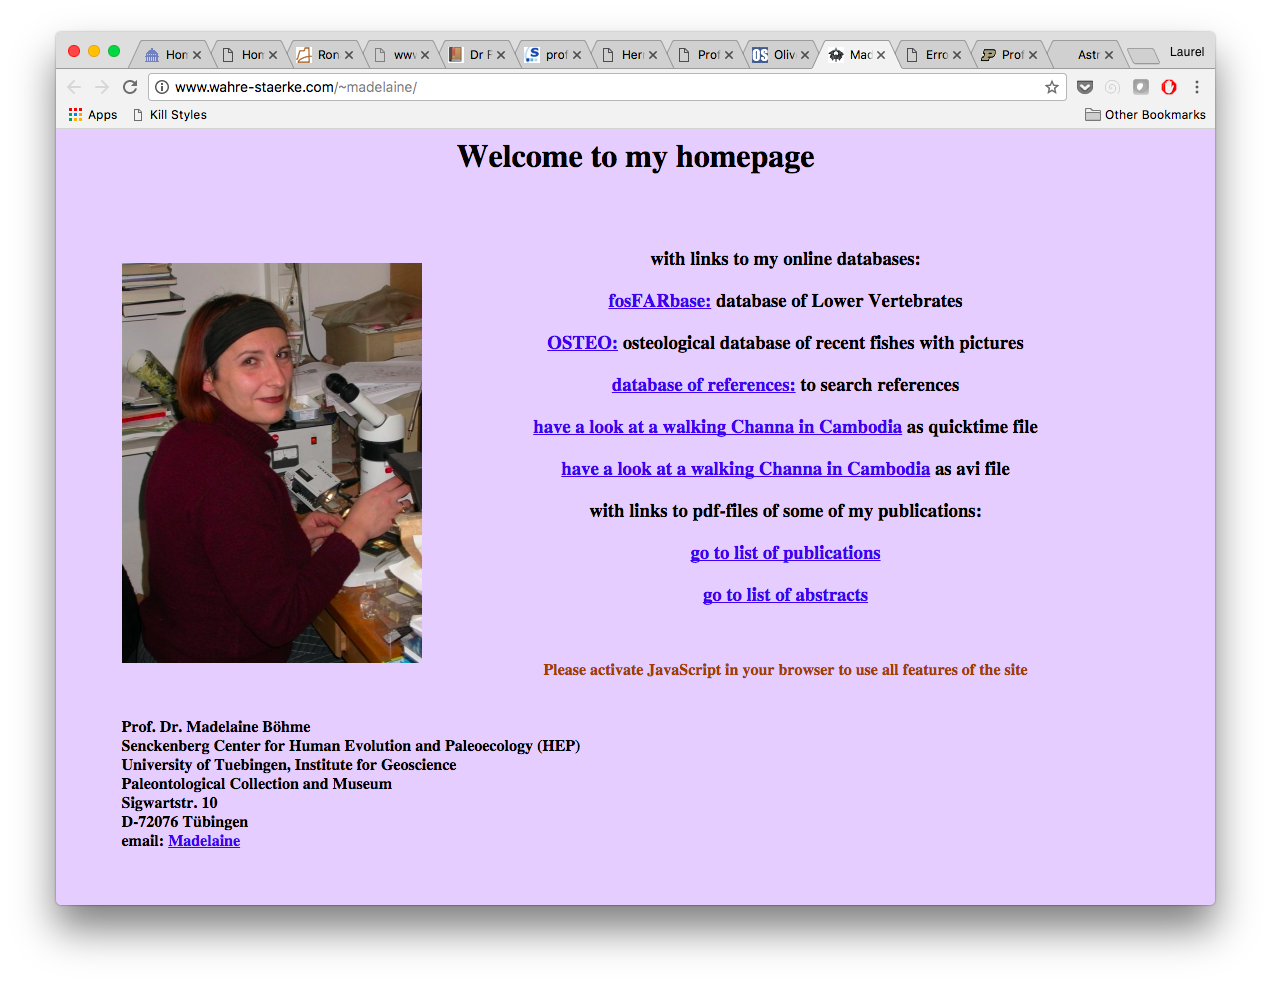 Hom
Hom
Ron
www
Dr F
prof
Her
Prof
Oliv
Mad
Erro
Prof
Astr
Laurel
www.wahre-staerke.com/~madelaine/
Apps
Kill Styles
Other Bookmarks
Welcome to my homepage
with links to my online databases:
fosFARbase: database of Lower Vertebrates
OSTEO: osteological database of recent fishes with pictures
database of references: to search references
have a look at a walking Channa in Cambodia as quicktime file
have a look at a walking Channa in Cambodia as avi file
with links to pdf-files of some of my publications:
go to list of publications
go to list of abstracts
Please activate JavaScript in your browser to use all features of the site
Prof. Dr. Madelaine Böhme
Senckenberg Center for Human Evolution and Paleoecology (HEP)
University of Tuebingen, Institute for Geoscience
Paleontological Collection and Museum
Sigwartstr. 10
D-72076 Tübingen
email: Madelaine